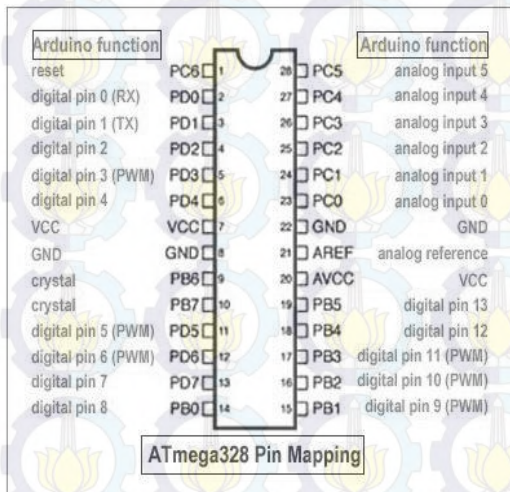 Arduino function Arduino function
reset PC6 1 28 PC5 analog input 5
digital pin 0 (RX) PD0 2 27 PC4 analog input 4
digital pin 1 (TX) PD1 3 26 PC3 analog input 3
digital pin 2 PD2 4 25 PC2 analog input 2
digital pin 3 (PWM) PD3 5 24 PC1 analog input 1
digital pin 4 PD4 6 23 PC0 analog input 0
VCC VCC 7 22 GND GND
GND GND 8 21 AREF analog reference
crystal PB6 9 20 AVCC VCC
crystal PB7 10 19 PB5 digital pin 13
digital pin 5 (PWM) PD5 11 18 PB4 digital pin 12
digital pin 6 (PWM) PD6 12 17 PB3 digital pin 11 (PWM)
digital pin 7 PD7 13 16 PB2 digital pin 10 (PWM)
digital pin 8 PB0 14 15 PB1 digital pin 9 (PWM)
ATmega328 Pin Mapping